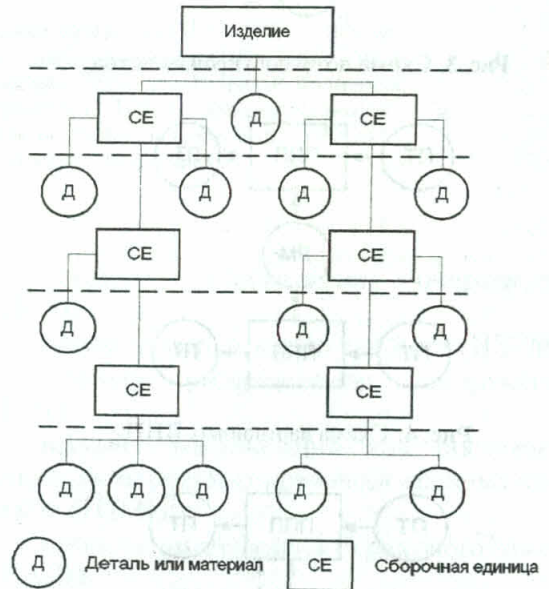 Изделие
СЕ Д СЕ
Д Д Д Д
СЕ СЕ
Д Д Д
СЕ СЕ
Д Д Д Д Д
Д Деталь или материал СЕ Сборочная единица